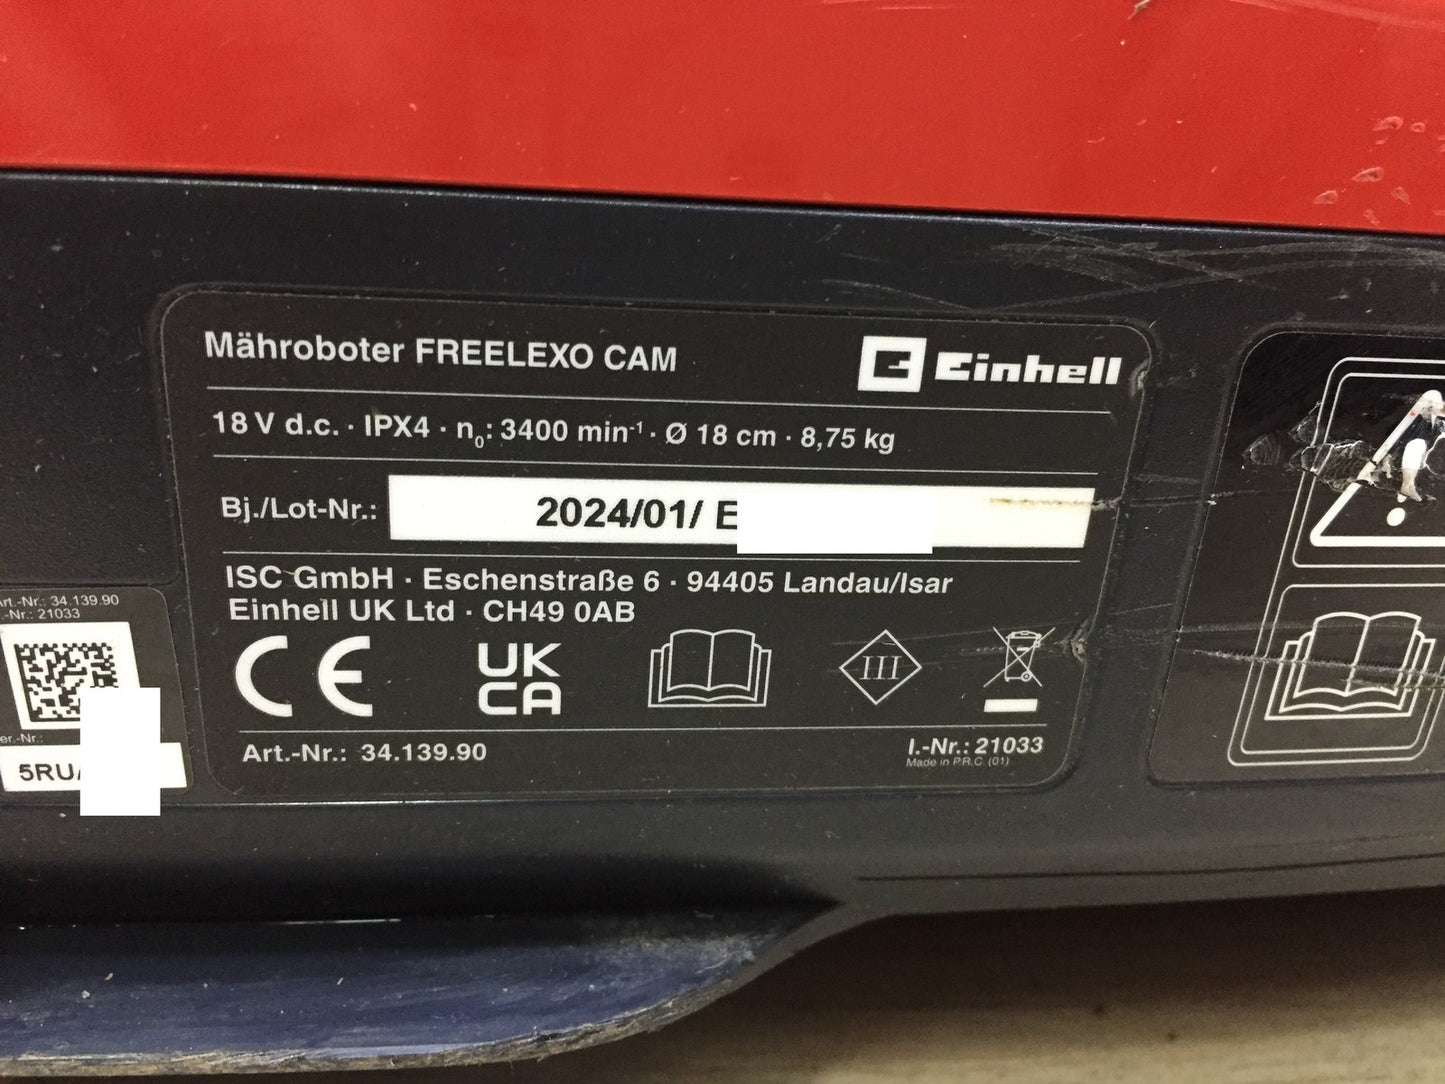 Mähroboter FREELEXO CAM
Einhell
18 V d.c. · IPX4 · n₀: 3400 min⁻¹ · Ø 18 cm · 8,75 kg
Bj./Lot-Nr.: 2024/01/ E
ISC GmbH · Eschenstraße 6 · 94405 Landau/Isar
Einhell UK Ltd · CH49 0AB
CE
UK
CA
III
Art.-Nr.: 34.139.90
I.-Nr.: 21033
Made in P.R.C. (01)
Art.-Nr.: 34.139.90
.-Nr.: 21033
er.-Nr.:
5RU